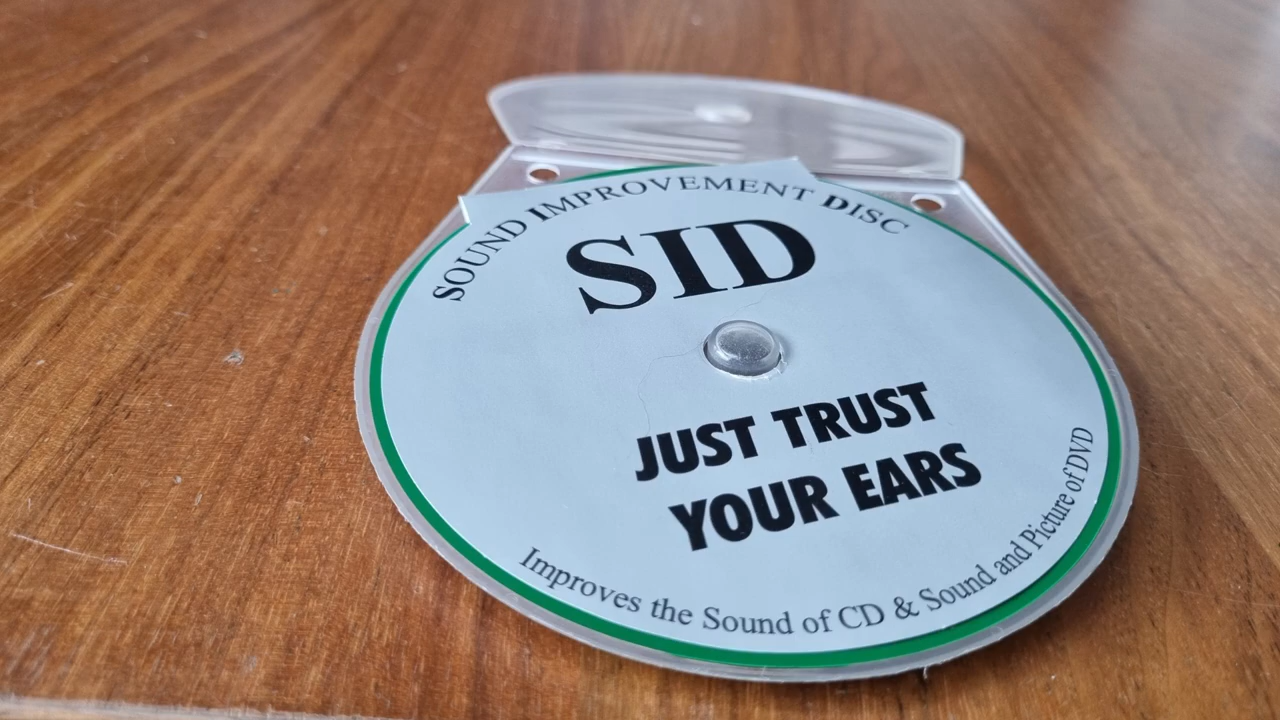 SOUND IMPROVEMENT DISC
SID
JUST TRUST
YOUR EARS
Improves the Sound of CD & Sound and Picture of DVD